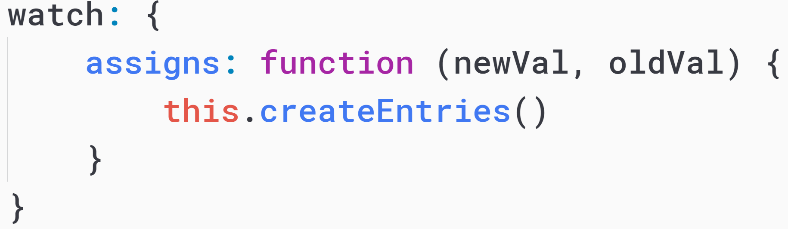 watch: {
    assigns: function (newVal, oldVal) {
        this.createEntries()
    }
}